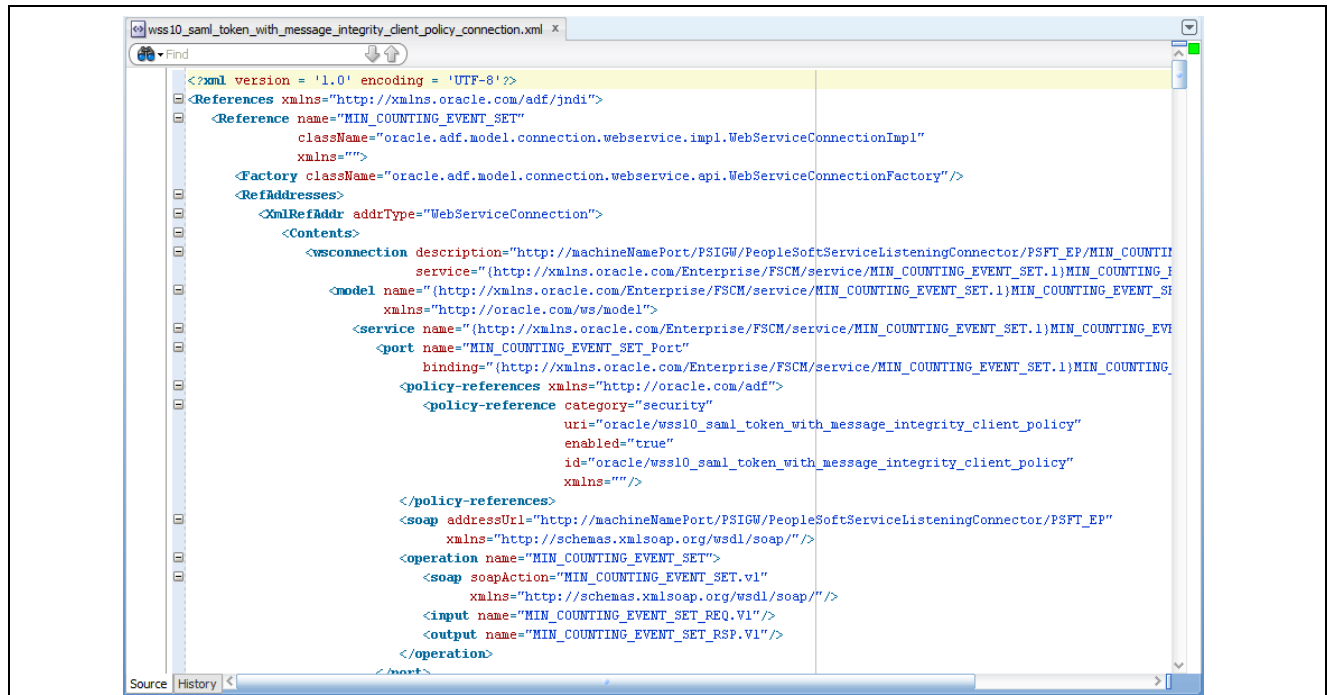 wss10_saml_token_with_message_integrity_client_policy_connection.xml x
Find
<?xml version = '1.0' encoding = 'UTF-8'?>
<References xmlns="http://xmlns.oracle.com/adf/jndi">
<Reference name="MIN_COUNTING_EVENT_SET"
className="oracle.adf.model.connection.webservice.impl.WebServiceConnectionImpl"
xmlns="">
<Factory className="oracle.adf.model.connection.webservice.api.WebServiceConnectionFactory"/>
<RefAddresses>
<XmlRefAddr addrType="WebServiceConnection">
<Contents>
<wsconnection description="http://machineNamePort/PSIGW/PeopleSoftServiceListeningConnector/PSFT_EP/MIN_COUNTIN
service="{http://xmlns.oracle.com/Enterprise/FSCM/service/MIN_COUNTING_EVENT_SET.1}MIN_COUNTING_E
<model name="{http://xmlns.oracle.com/Enterprise/FSCM/service/MIN_COUNTING_EVENT_SET.1}MIN_COUNTING_EVENT_SE
xmlns="http://oracle.com/ws/model">
<service name="{http://xmlns.oracle.com/Enterprise/FSCM/service/MIN_COUNTING_EVENT_SET.1}MIN_COUNTING_EVE
<port name="MIN_COUNTING_EVENT_SET_Port"
binding="{http://xmlns.oracle.com/Enterprise/FSCM/service/MIN_COUNTING_EVENT_SET.1}MIN_COUNTING_
<policy-references xmlns="http://oracle.com/adf">
<policy-reference category="security"
uri="oracle/wss10_saml_token_with_message_integrity_client_policy"
enabled="true"
id="oracle/wss10_saml_token_with_message_integrity_client_policy"
xmlns=""/>
</policy-references>
<soap addressUrl="http://machineNamePort/PSIGW/PeopleSoftServiceListeningConnector/PSFT_EP"
xmlns="http://schemas.xmlsoap.org/wsdl/soap/"/>
<operation name="MIN_COUNTING_EVENT_SET">
<soap soapAction="MIN_COUNTING_EVENT_SET.v1"
xmlns="http://schemas.xmlsoap.org/wsdl/soap/"/>
<input name="MIN_COUNTING_EVENT_SET_REQ.V1"/>
<output name="MIN_COUNTING_EVENT_SET_RSP.V1"/>
</operation>
</port>
Source History